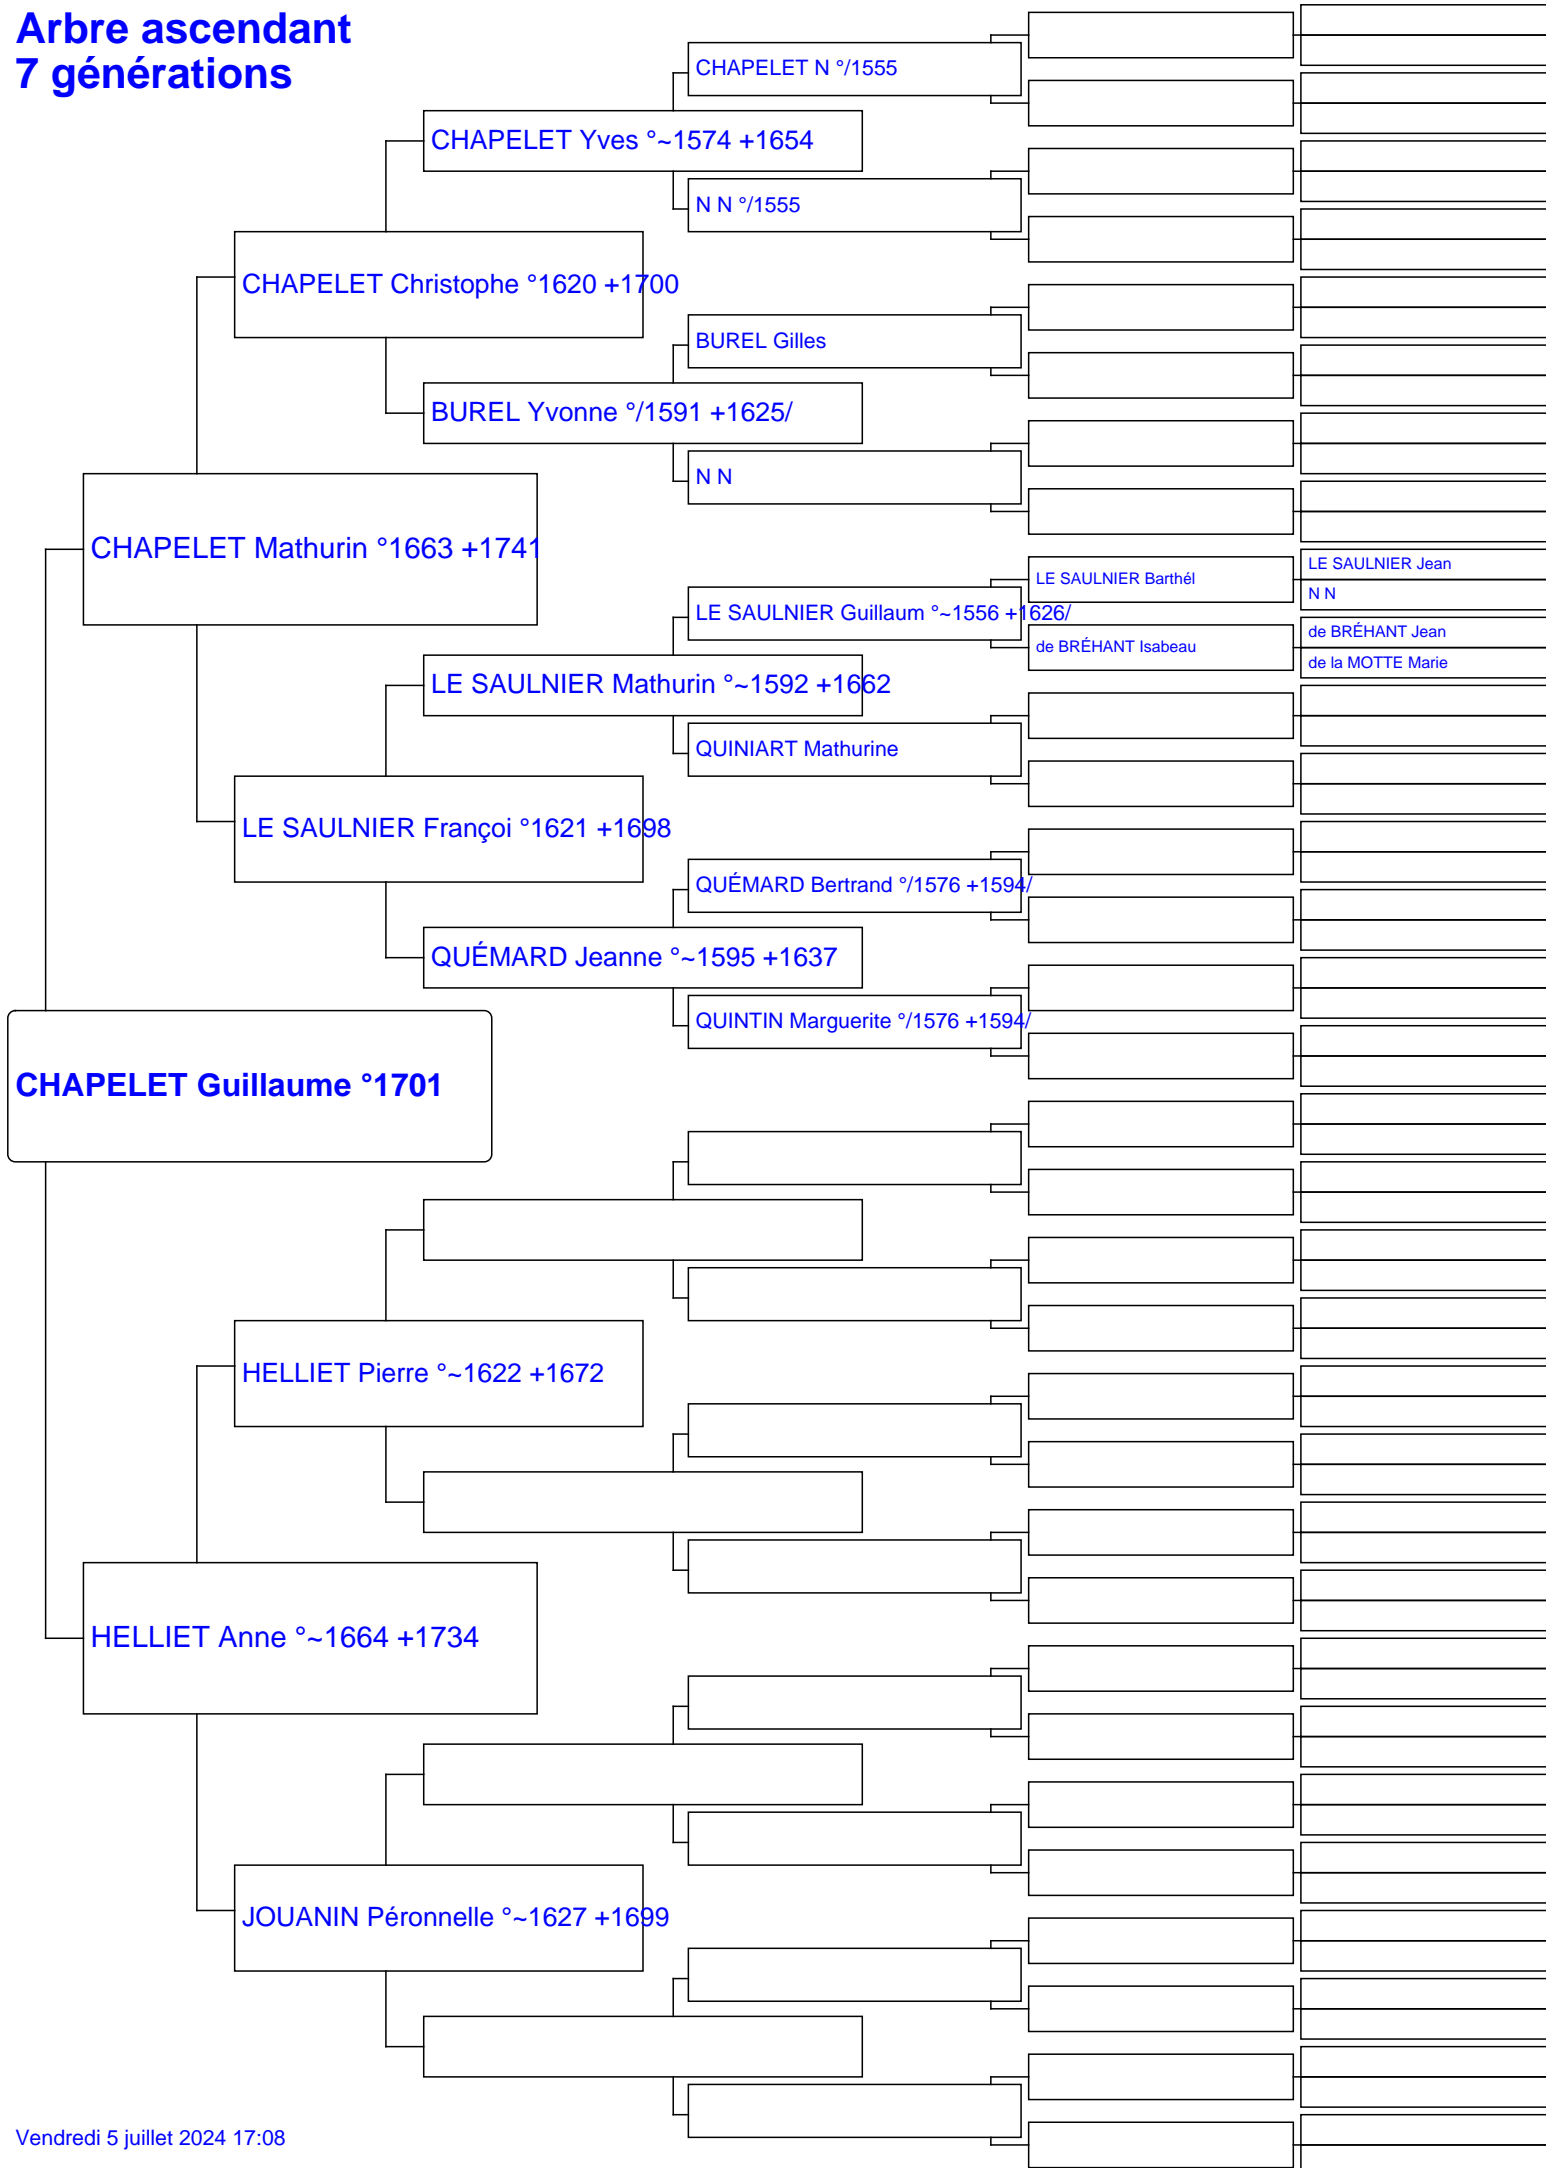 Arbre ascendant
7 générations
CHAPELET N °/1555
CHAPELET Yves °~1574 +1654
N N °/1555
CHAPELET Christophe °1620 +1700
BUREL Gilles
BUREL Yvonne °/1591 +1625/
N N
CHAPELET Mathurin °1663 +1741
LE SAULNIER Jean
LE SAULNIER Barthél
N N
LE SAULNIER Guillaum °~1556 +1626/
de BRÉHANT Jean
de BRÉHANT Isabeau
de la MOTTE Marie
LE SAULNIER Mathurin °~1592 +1662
QUINIART Mathurine
LE SAULNIER Françoi °1621 +1698
QUÉMARD Bertrand °/1576 +1594/
QUÉMARD Jeanne °~1595 +1637
QUINTIN Marguerite °/1576 +1594/
CHAPELET Guillaume °1701
HELLIET Pierre °~1622 +1672
HELLIET Anne °~1664 +1734
JOUANIN Péronnelle °~1627 +1699
Vendredi 5 juillet 2024 17:08